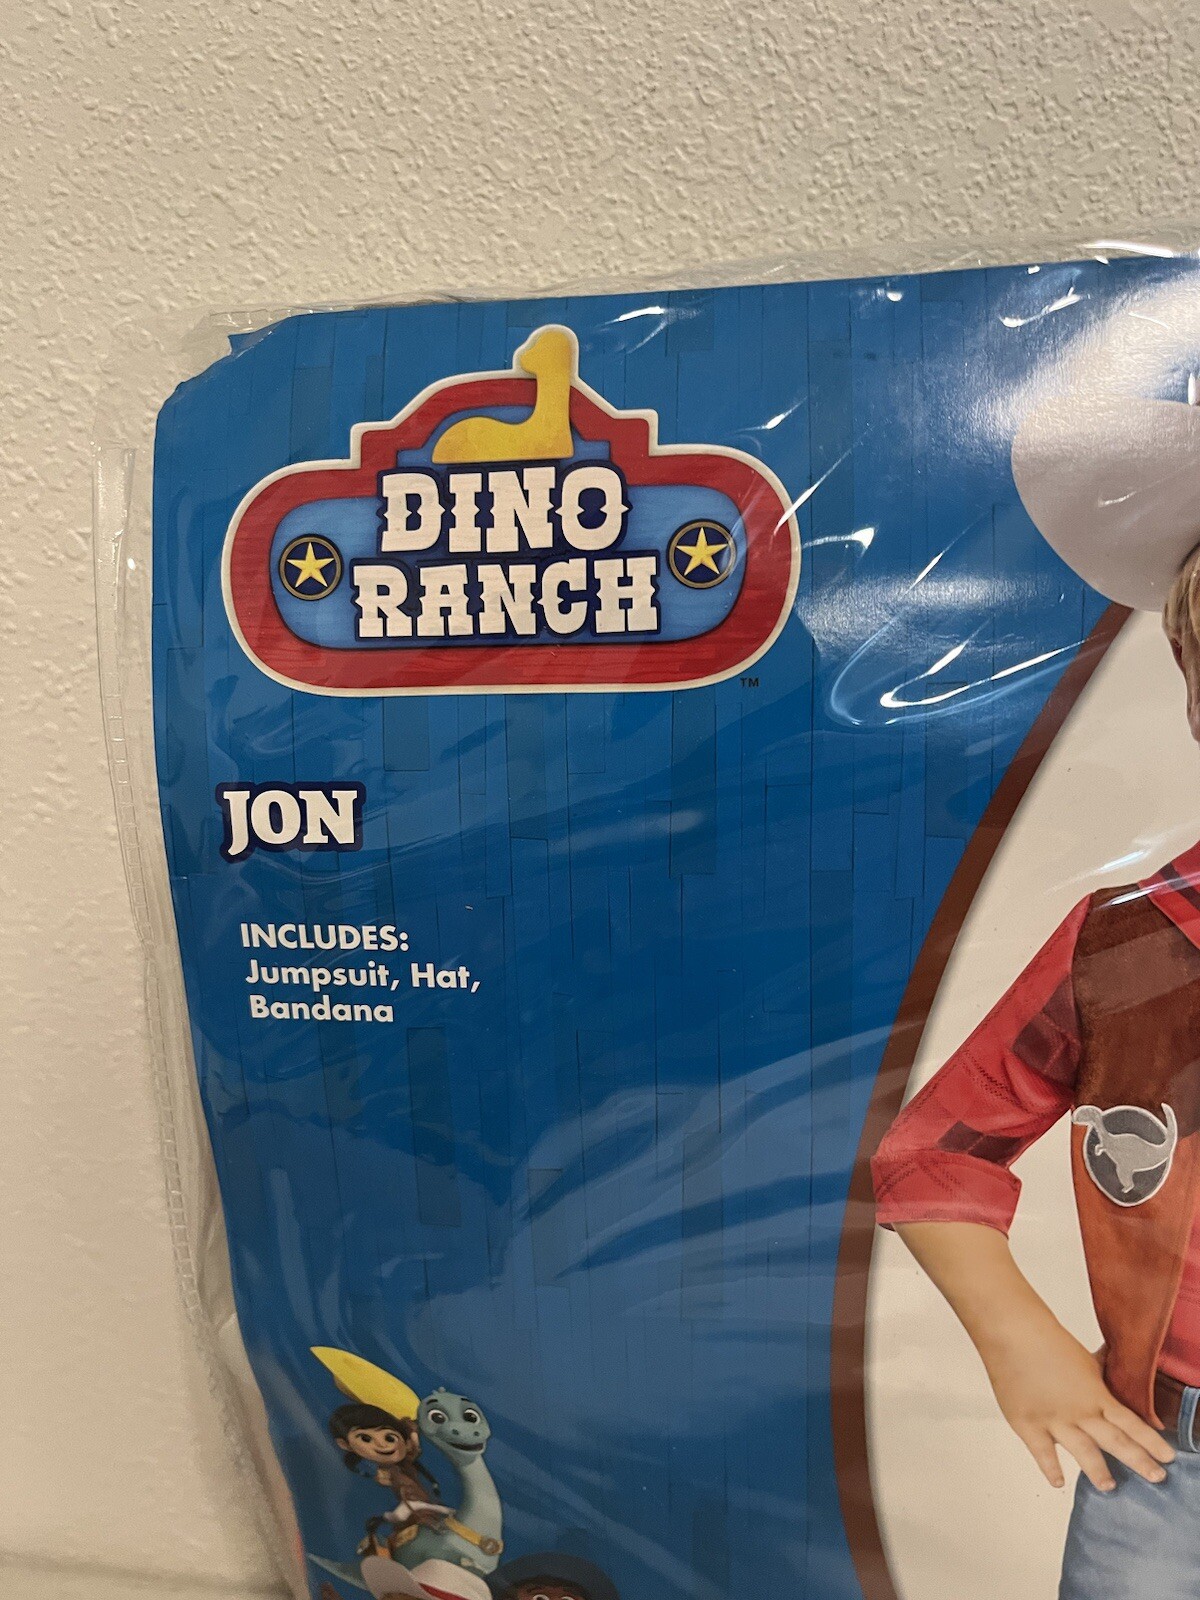 DINO
RANCH
TM
JON
INCLUDES:
Jumpsuit, Hat,
Bandana